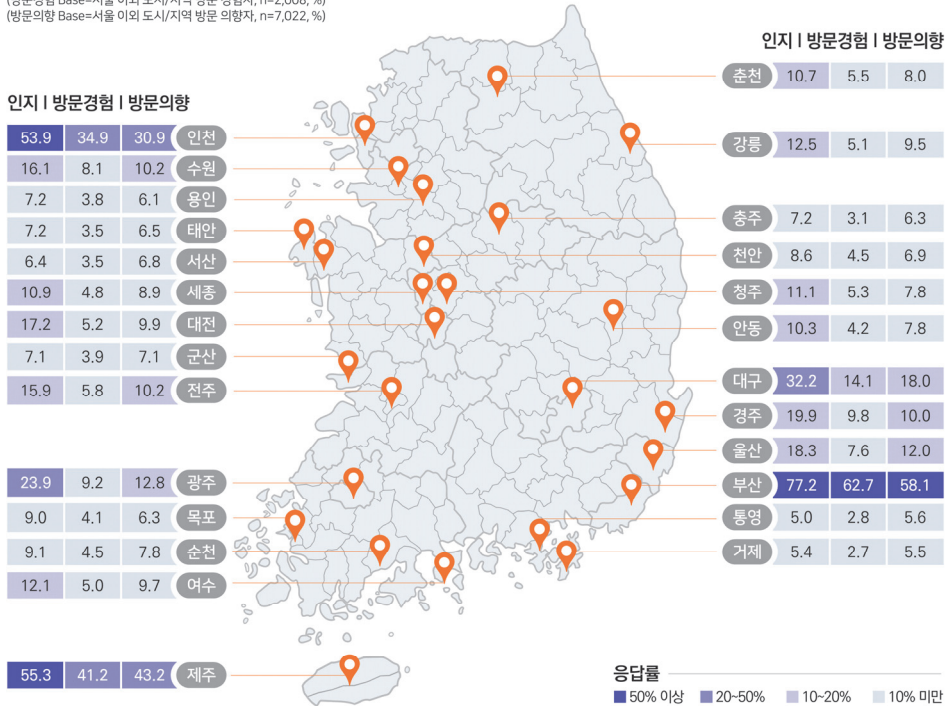 (방문의향 Base=서울 이외 도시/지역 방문 의향자, n=7,022, %)
인지 | 방문경험 | 방문의향
53.9 34.9 30.9 인천
16.1 8.1 10.2 수원
7.2 3.8 6.1 용인
7.2 3.5 6.5 태안
6.4 3.5 6.8 서산
10.9 4.8 8.9 세종
17.2 5.2 9.9 대전
7.1 3.9 7.1 군산
15.9 5.8 10.2 전주
23.9 9.2 12.8 광주
9.0 4.1 6.3 목포
9.1 4.5 7.8 순천
12.1 5.0 9.7 여수
55.3 41.2 43.2 제주
인지 | 방문경험 | 방문의향
춘천 10.7 5.5 8.0
강릉 12.5 5.1 9.5
충주 7.2 3.1 6.3
천안 8.6 4.5 6.9
청주 11.1 5.3 7.8
안동 10.3 4.2 7.8
대구 32.2 14.1 18.0
경주 19.9 9.8 10.0
울산 18.3 7.6 12.0
부산 77.2 62.7 58.1
통영 5.0 2.8 5.6
거제 5.4 2.7 5.5
응답률
50% 이상 20~50% 10~20% 10% 미만